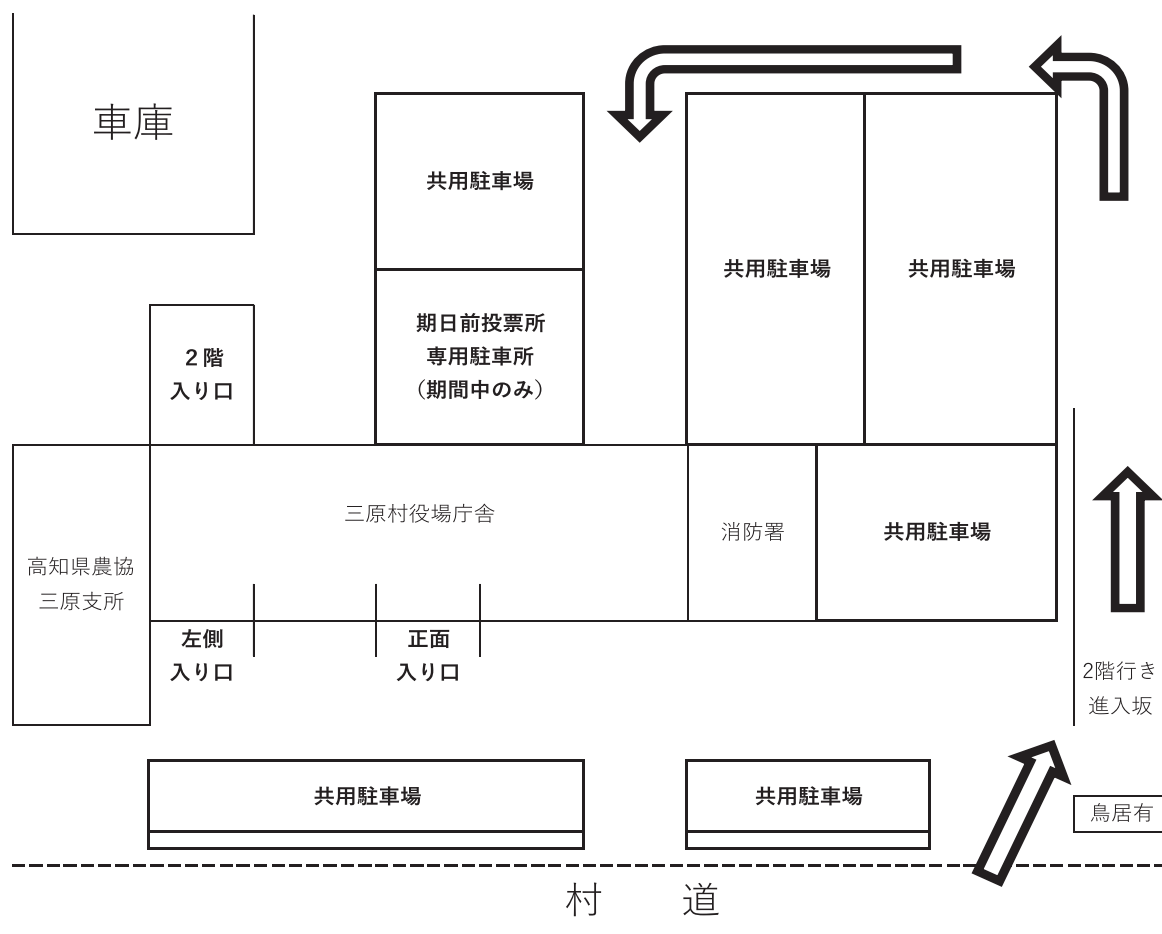 車庫
共用駐車場
共用駐車場
共用駐車場
期日前投票所
専用駐車所
（期間中のみ）
２階
入り口
三原村役場庁舎
消防署
共用駐車場
高知県農協
三原支所
左側
入り口
正面
入り口
2階行き
進入坂
共用駐車場
共用駐車場
鳥居有
村　道